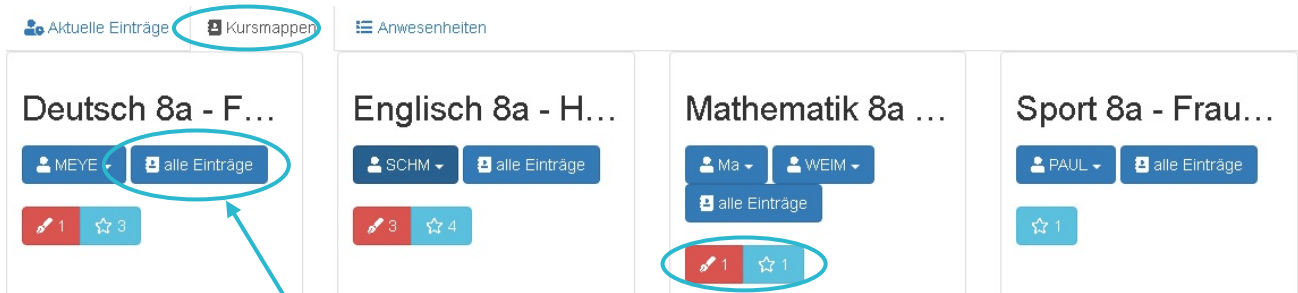 Aktuelle Einträge Kursmappen Anwesenheiten
Deutsch 8a - F...
MEYE alle Einträge
1 3
Englisch 8a - H...
SCHM alle Einträge
3 4
Mathematik 8a ...
Ma WEIM
alle Einträge
1 1
Sport 8a - Frau...
PAUL alle Einträge
1